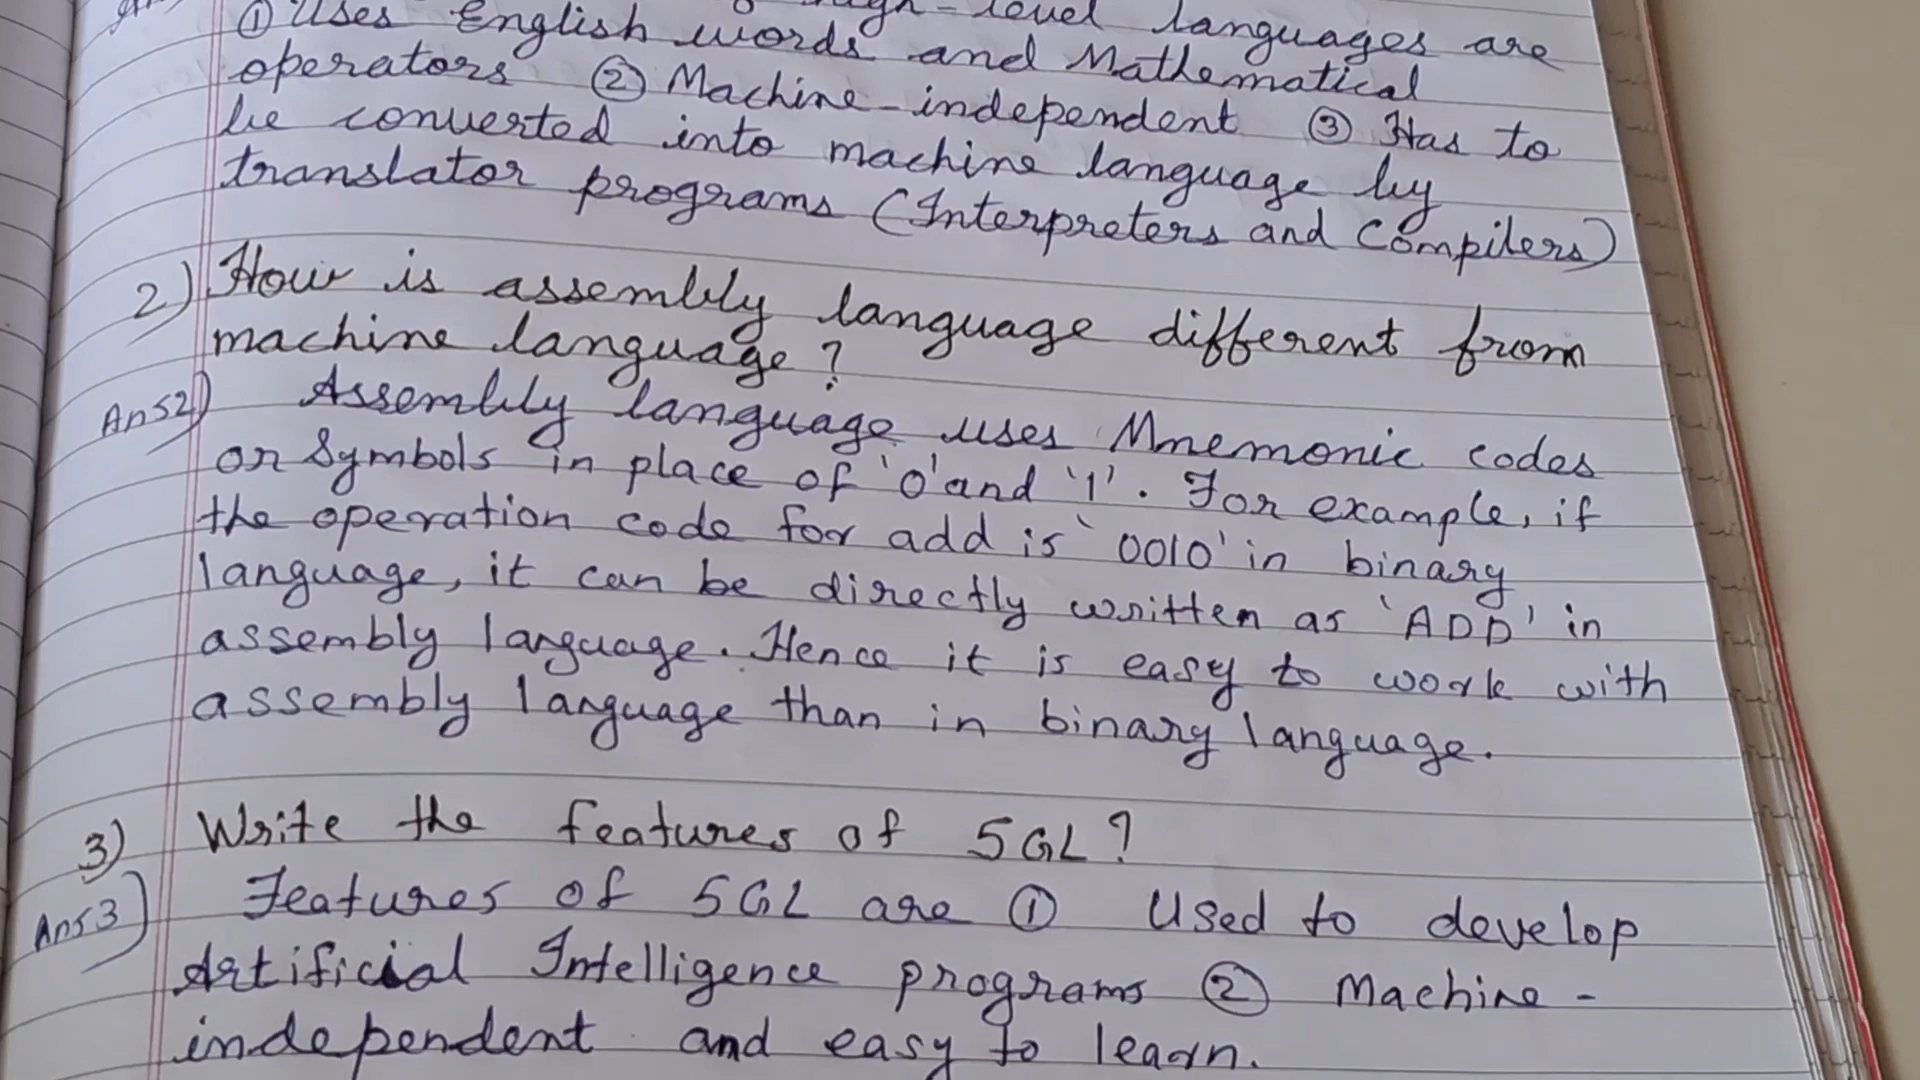 high-level languages are
① Uses English words and Mathematical
operators ② Machine-independent ③ Has to
be converted into machine language by
translator programs (Interpreters and Compilers)
2) How is assembly language different from
machine language?
Ans2) Assembly language uses Mnemonic codes
or Symbols in place of '0' and '1'. For example, if
the operation code for add is '0010' in binary
language, it can be directly written as 'ADD' in
assembly language. Hence it is easy to work with
assembly language than in binary language.
3) Write the features of 5GL?
Ans3) Features of 5GL are ① Used to develop
Artificial Intelligence programs ② Machine-
independent and easy to learn.